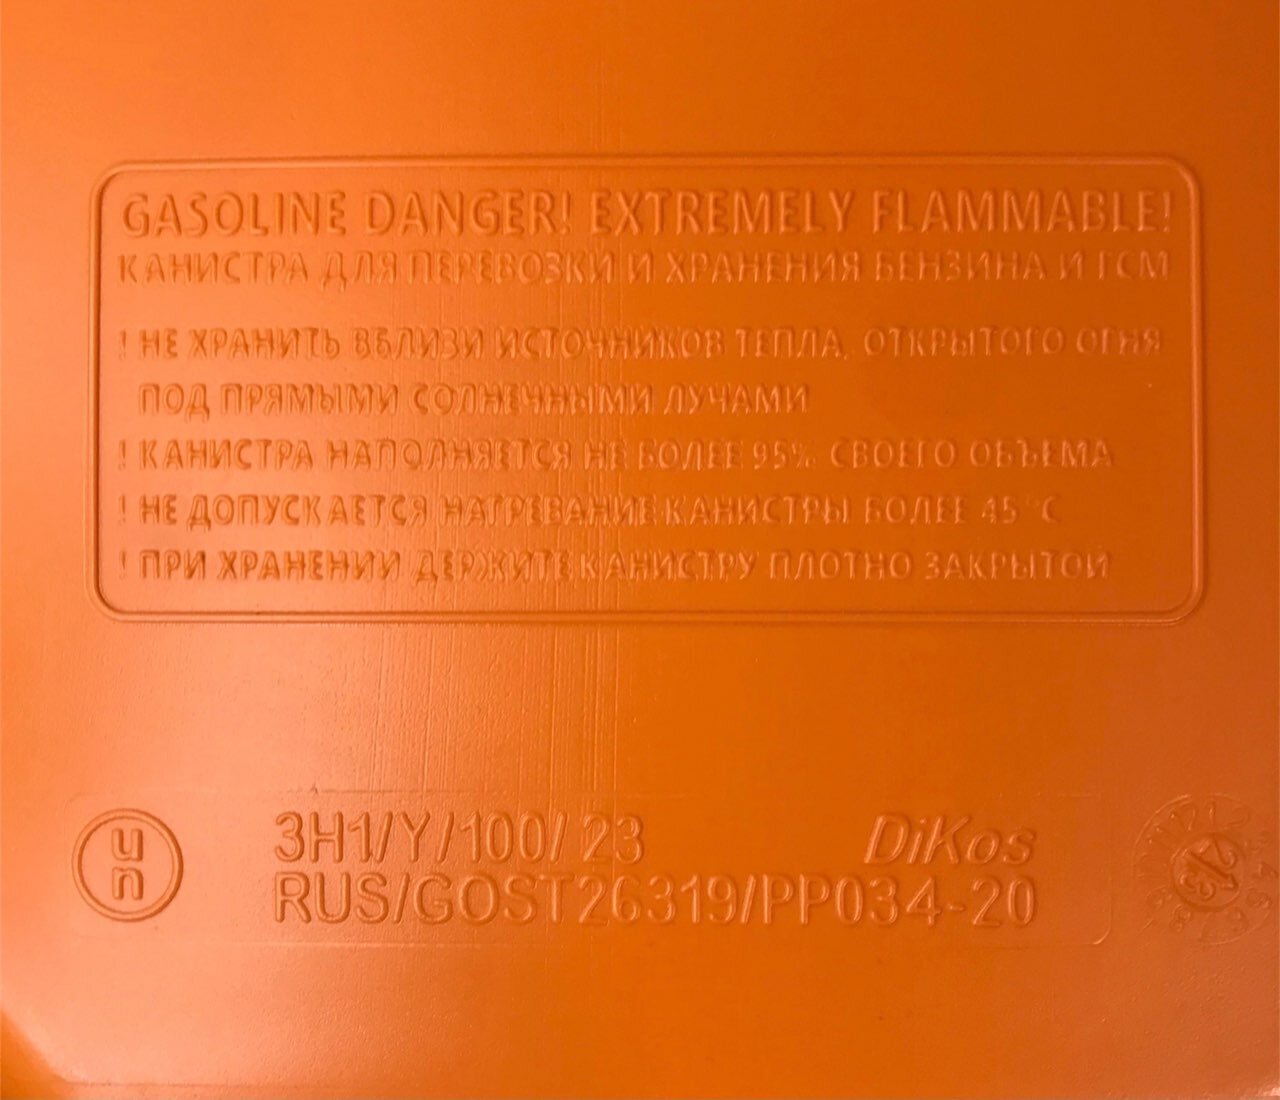 GASOLINE DANGER! EXTREMELY FLAMMABLE!
КАНИСТРА ДЛЯ ПЕРЕВОЗКИ И ХРАНЕНИЯ БЕНЗИНА И ГСМ
! НЕ ХРАНИТЬ ВБЛИЗИ ИСТОЧНИКОВ ТЕПЛА, ОТКРЫТОГО ОГНЯ
ПОД ПРЯМЫМИ СОЛНЕЧНЫМИ ЛУЧАМИ
! КАНИСТРА НАПОЛНЯЕТСЯ НЕ БОЛЕЕ 95% СВОЕГО ОБЪЕМА
! НЕ ДОПУСКАЕТСЯ НАГРЕВАНИЕ КАНИСТРЫ БОЛЕЕ 45 °С
! ПРИ ХРАНЕНИИ ДЕРЖИТЕ КАНИСТРУ ПЛОТНО ЗАКРЫТОЙ
un
3H1/Y/100/ 23
DiKos
RUS/GOST26319/PP034-20